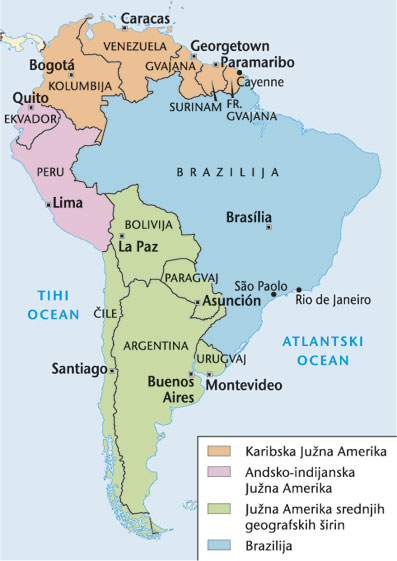 Caracas
VENEZUELA
Georgetown
Bogotá
GVAJANA
Paramaribo
Cayenne
KOLUMBIJA
Quito
SURINAM
FR.
GVAJANA
EKVADOR
PERU
BRAZILIJA
Lima
Brasília
BOLIVIJA
La Paz
PARAGVAJ
São Paolo
Rio de Janeiro
TIHI
OCEAN
ČILE
Asunción
ARGENTINA
ATLANTSKI
OCEAN
URUGVAJ
Santiago
Buenos
Aires
Montevideo
Karibska Južna Amerika
Andsko-indijanska
Južna Amerika
Južna Amerika srednjih
geografskih širin
Brazilija